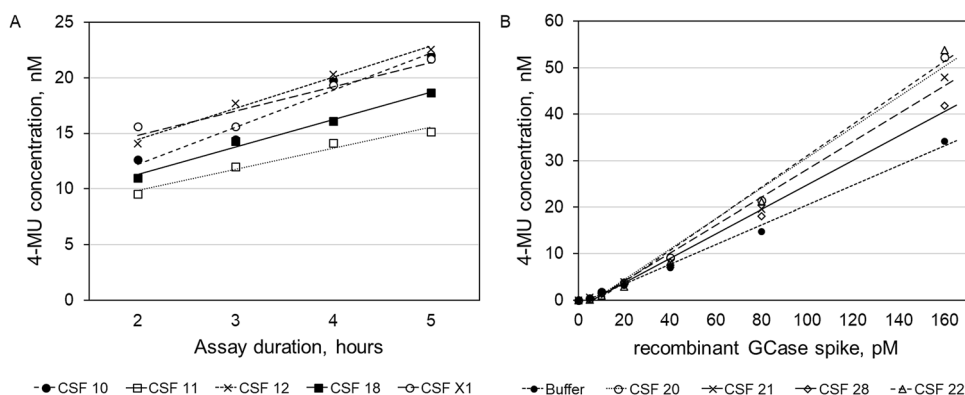 A
4-MU concentration, nM
25
20
15
10
5
0
2 3 4 5
Assay duration, hours
CSF 10 CSF 11 CSF 12 CSF 18 CSF X1
B
4-MU concentration, nM
60
50
40
30
20
10
0
0 20 40 60 80 100 120 140 160
recombinant GCase spike, pM
Buffer CSF 20 CSF 21 CSF 28 CSF 22